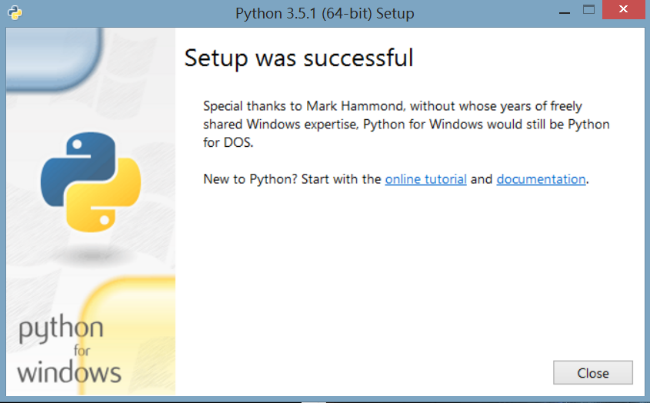 Python 3.5.1 (64-bit) Setup
Setup was successful
Special thanks to Mark Hammond, without whose years of freely
shared Windows expertise, Python for Windows would still be Python
for DOS.
New to Python? Start with the online tutorial and documentation.
python
for
windows
Close